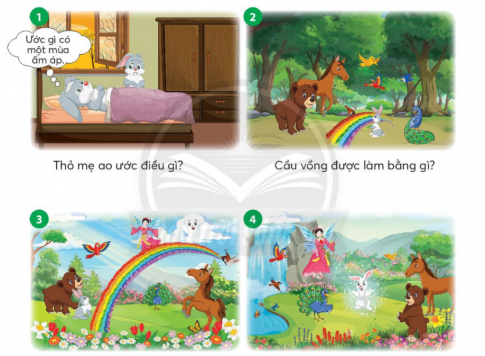 1
Ước gì có
một mùa
ấm áp..
2
Thỏ mẹ ao ước điều gì?
Cầu vồng được làm bằng gì?
3
4